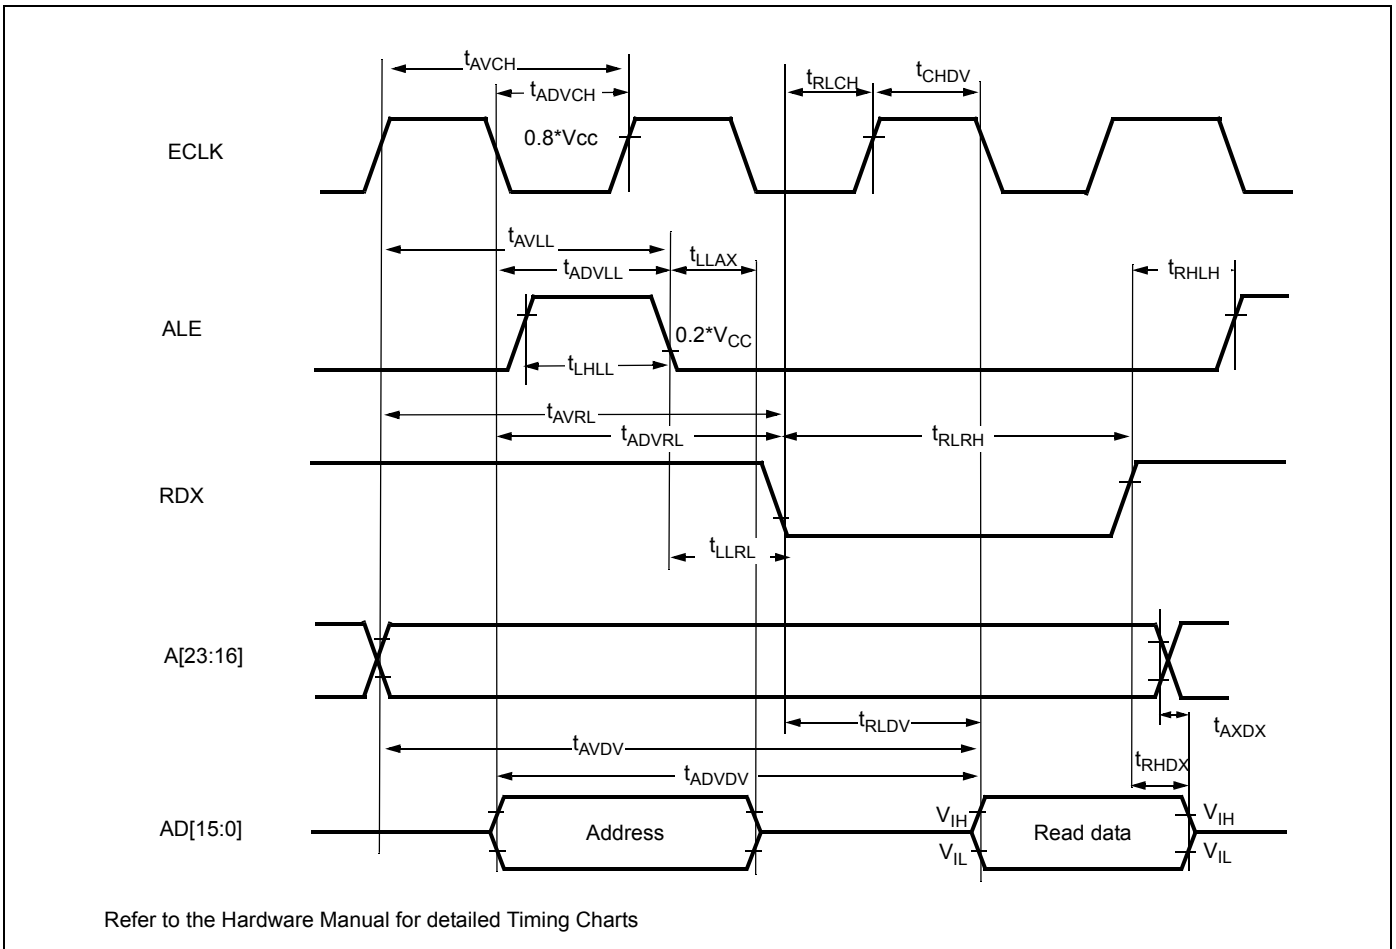 tAVCH
tADVCH
tRLCH
tCHDV
ECLK
0.8*Vcc
tAVLL
tADVLL
tLLAX
tRHLH
ALE
0.2*VCC
tLHLL
tAVRL
tADVRL
tRLRH
RDX
tLLRL
A[23:16]
tRLDV
tAXDX
tAVDV
tRHDX
tADVDV
AD[15:0]
Address
VIH
VIL
Read data
VIH
VIL
Refer to the Hardware Manual for detailed Timing Charts